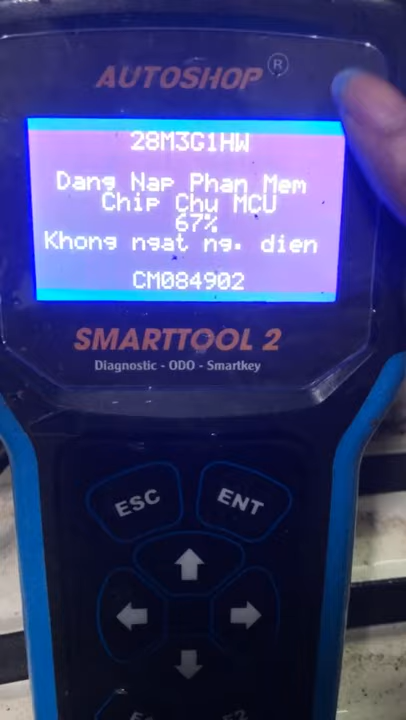 AUTOSHOP ®
28M3G1HW
Dang Nap Phan Mem
Chip Chu MCU
67%
Khong ngat ng. dien
CM084902
SMARTTOOL 2
Diagnostic - ODO - Smartkey
ESC
ENT